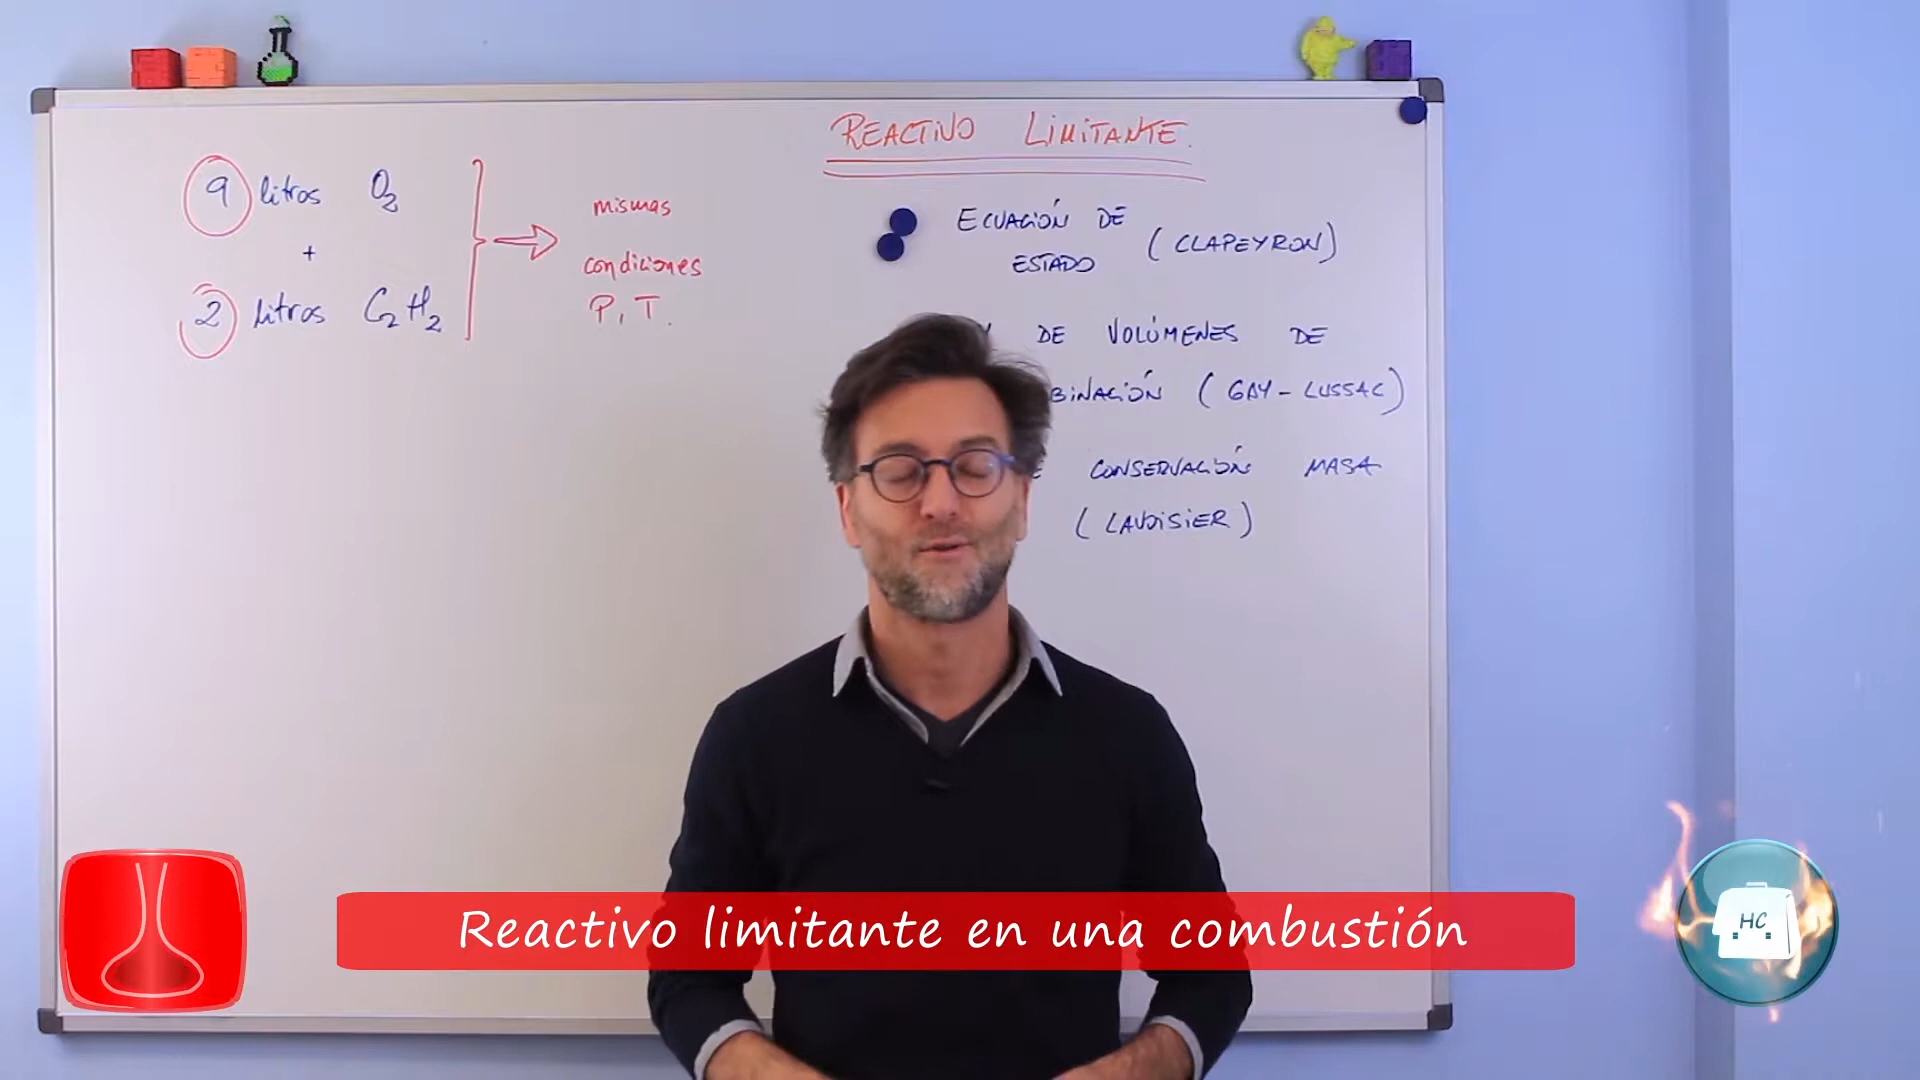 REACTIVO LIMITANTE.
9 litros O2
+
2 litros C2H2
mismas
condiciones
P, T.
ECUACIÓN DE
ESTADO (CLAPEYRON)
DE VOLÚMENES DE
(GAY-LUSSAC)
CONSERVACIÓN MASA
(LAVOISIER)
Reactivo limitante en una combustión
HC